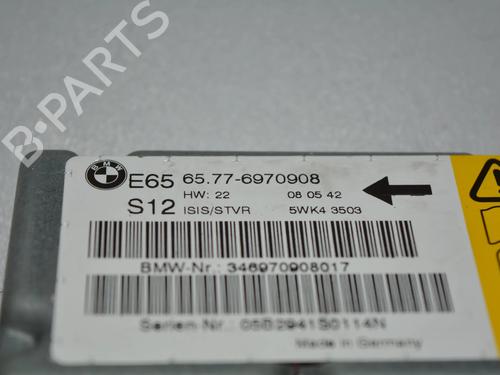 B-PARTS
BMW
E65 65.77-6970908
HW: 22 08 05 42
S12 ISIS/STVR 5WK4 3503
BMW-Nr.: 346970908017
Serien Nr.: 05B2941S0114N
Made in Germany